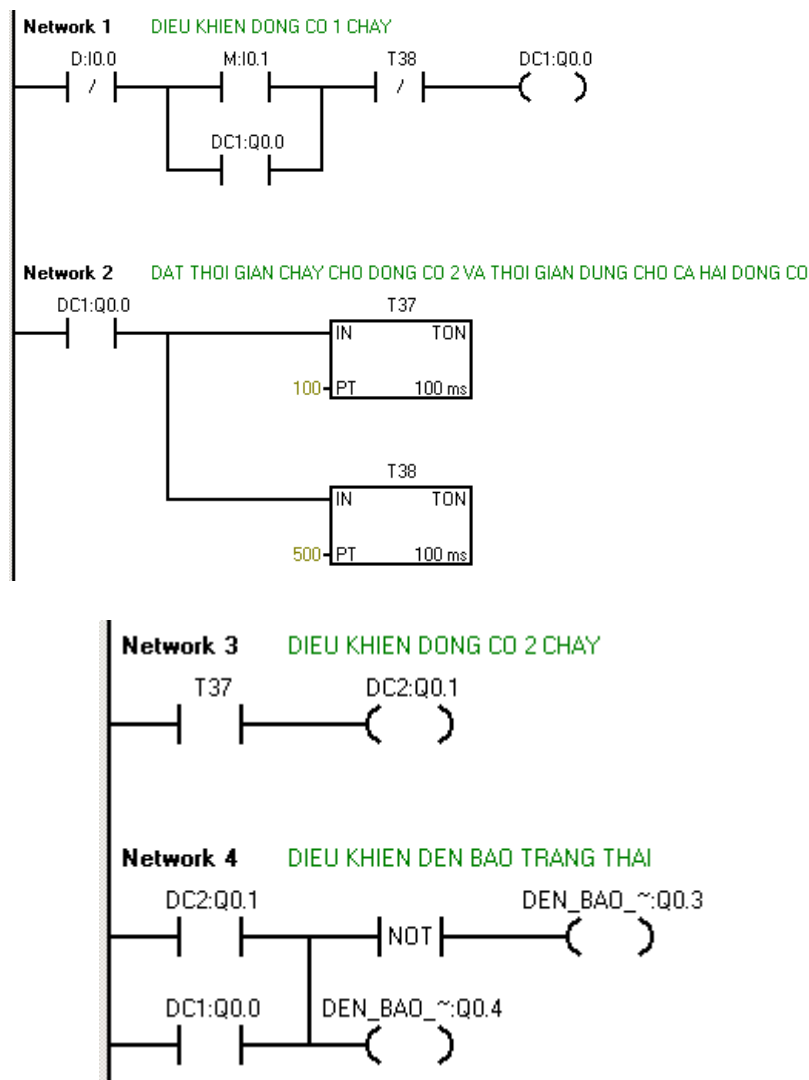 Network 1 DIEU KHIEN DONG CO 1 CHAY
D:I0.0 M:I0.1 T38 DC1:Q0.0
/ /
DC1:Q0.0
Network 2 DAT THOI GIAN CHAY CHO DONG CO 2 VA THOI GIAN DUNG CHO CA HAI DONG CO
DC1:Q0.0 T37
IN TON
100 PT 100 ms
T38
IN TON
500 PT 100 ms
Network 3 DIEU KHIEN DONG CO 2 CHAY
T37 DC2:Q0.1
Network 4 DIEU KHIEN DEN BAO TRANG THAI
DC2:Q0.1 DEN_BAO_~:Q0.3
NOT
DC1:Q0.0 DEN_BAO_~:Q0.4